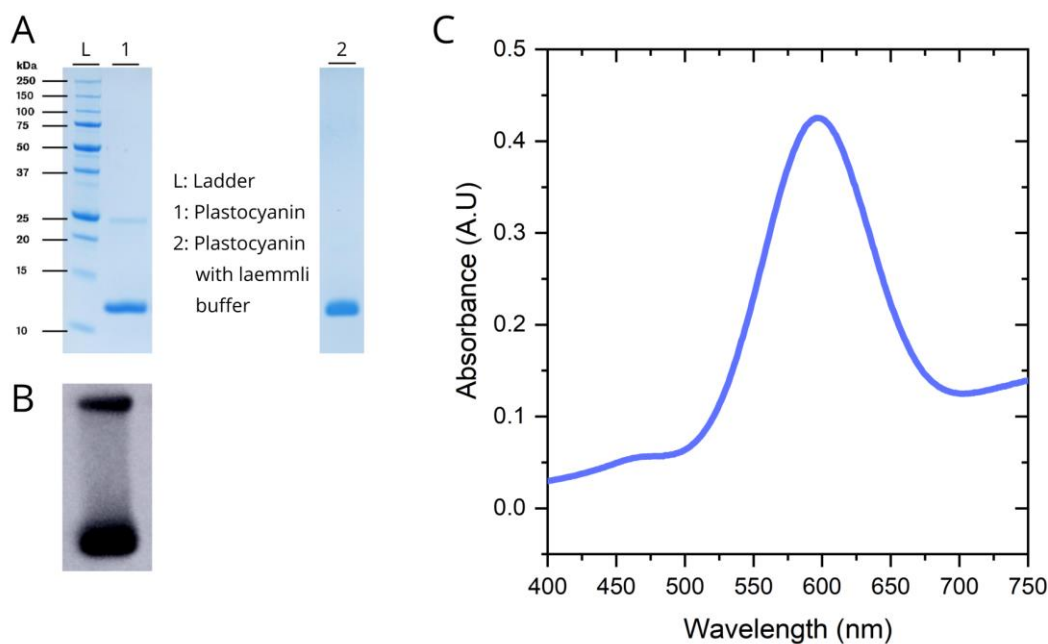 A
L 1
kDa
250
150
100
75
50
37
25
20
15
10
L: Ladder
1: Plastocyanin
2: Plastocyanin
with laemmli
buffer
2
B
C
Absorbance (A.U)
0.5
0.4
0.3
0.2
0.1
0.0
400 450 500 550 600 650 700 750
Wavelength (nm)